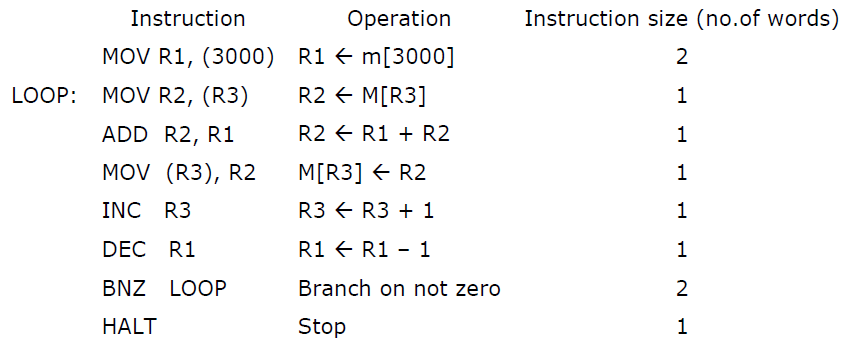 Instruction Operation Instruction size (no.of words)
MOV R1, (3000) R1 ← m[3000] 2
LOOP: MOV R2, (R3) R2 ← M[R3] 1
ADD R2, R1 R2 ← R1 + R2 1
MOV (R3), R2 M[R3] ← R2 1
INC R3 R3 ← R3 + 1 1
DEC R1 R1 ← R1 – 1 1
BNZ LOOP Branch on not zero 2
HALT Stop 1